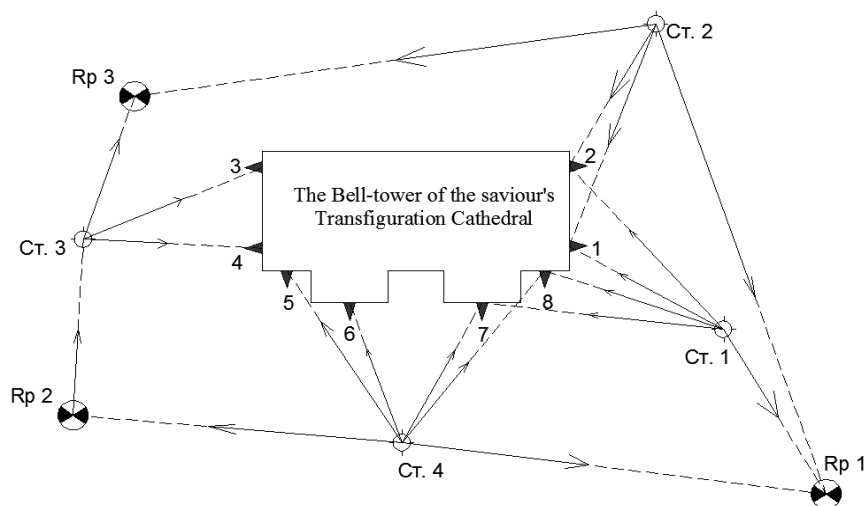 Ст. 2
Rp 3
3
2
The Bell-tower of the saviour's
Transfiguration Cathedral
Ст. 3
4
1
5
8
6
7
Ст. 1
Rp 2
Ст. 4
Rp 1